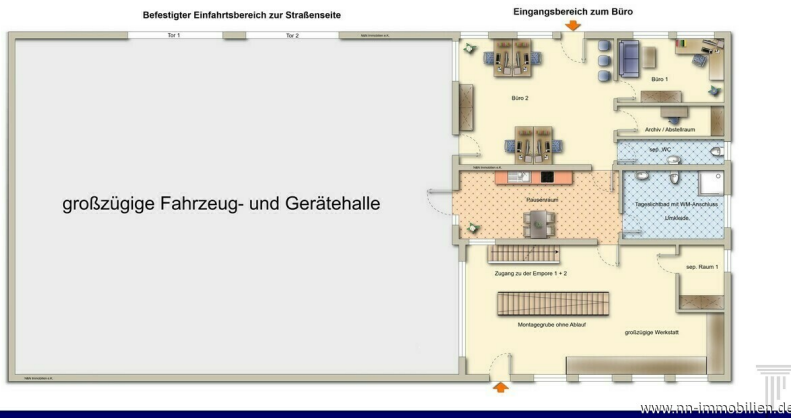 Befestigter Einfahrtsbereich zur Straßenseite
Eingangsbereich zum Büro
Tor 1
Tor 2
Büro 1
Büro 2
Archiv / Abstellraum
sep. WC
großzügige Fahrzeug- und Gerätehalle
Pausenraum
Tageslichtbad mit WM-Anschluss
Umkleide
Zugang zu der Empore 1 + 2
sep. Raum 1
Montagegrube ohne Ablauf
großzügige Werkstatt
www.nn-immobilien.de